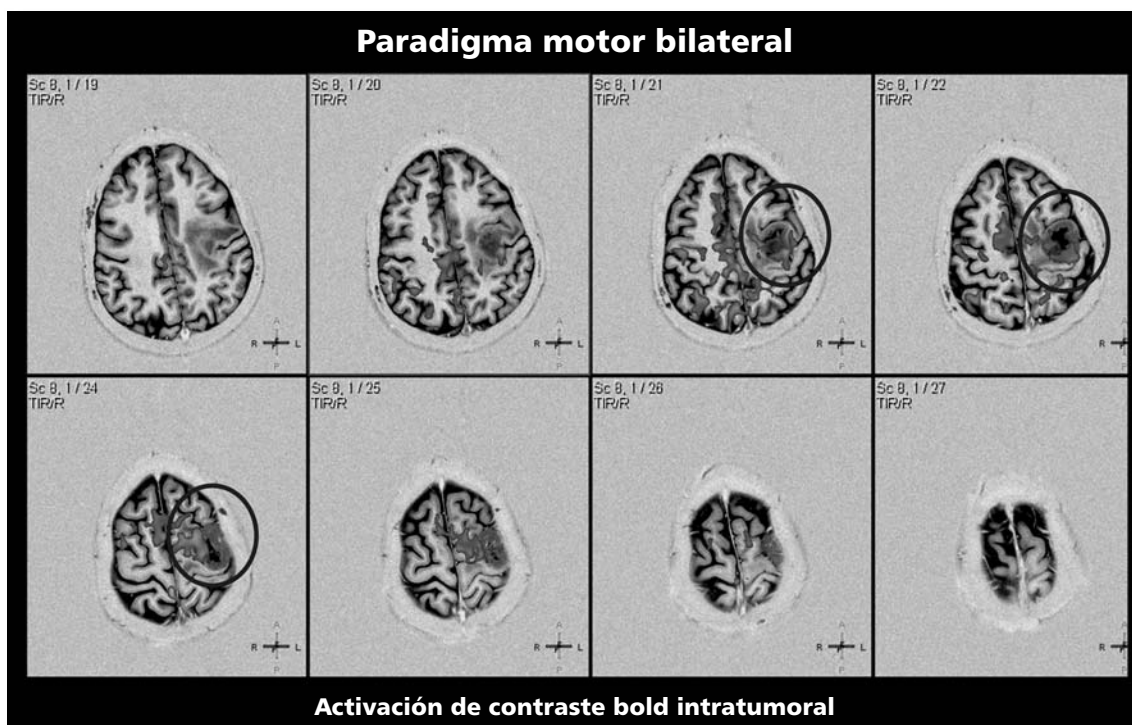 Paradigma motor bilateral
Sc 8, 1 / 19
TIR/R
Sc 8, 1 / 20
TIR/R
Sc 8, 1 / 21
TIR/R
Sc 8, 1 / 22
TIR/R
A
R L
P
A
R L
P
A
R L
P
A
R L
P
Sc 8, 1 / 24
TIR/R
Sc 8, 1 / 25
TIR/R
Sc 8, 1 / 26
TIR/R
Sc 8, 1 / 27
TIR/R
A
R L
P
A
R L
P
A
R L
P
A
R L
P
Activación de contraste bold intratumoral